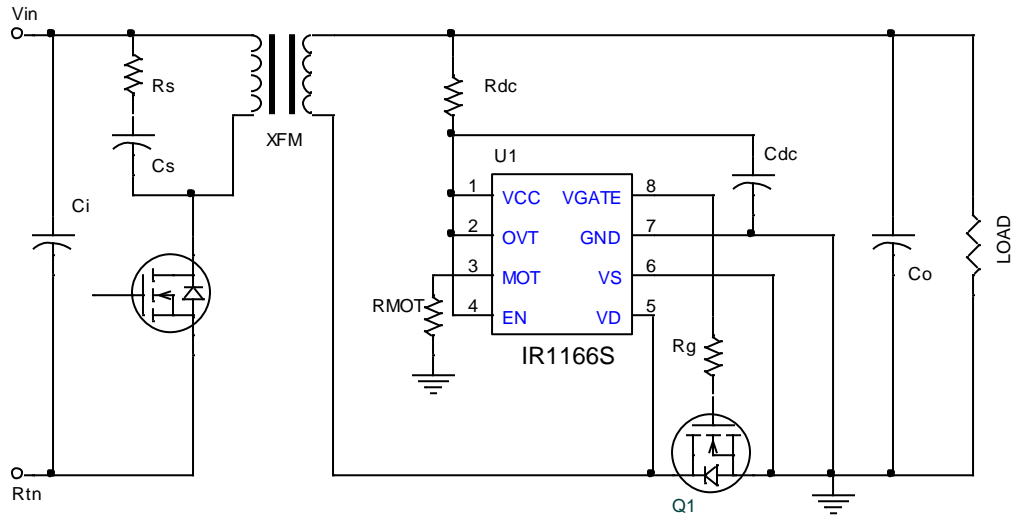 Vin
Rs
Cs
Ci
XFM
Rdc
Cdc
U1
1 VCC VGATE 8
2 OVT GND 7
3 MOT VS 6
4 EN VD 5
RMOT
IR1166S
Rg
Co
LOAD
Rtn
Q1